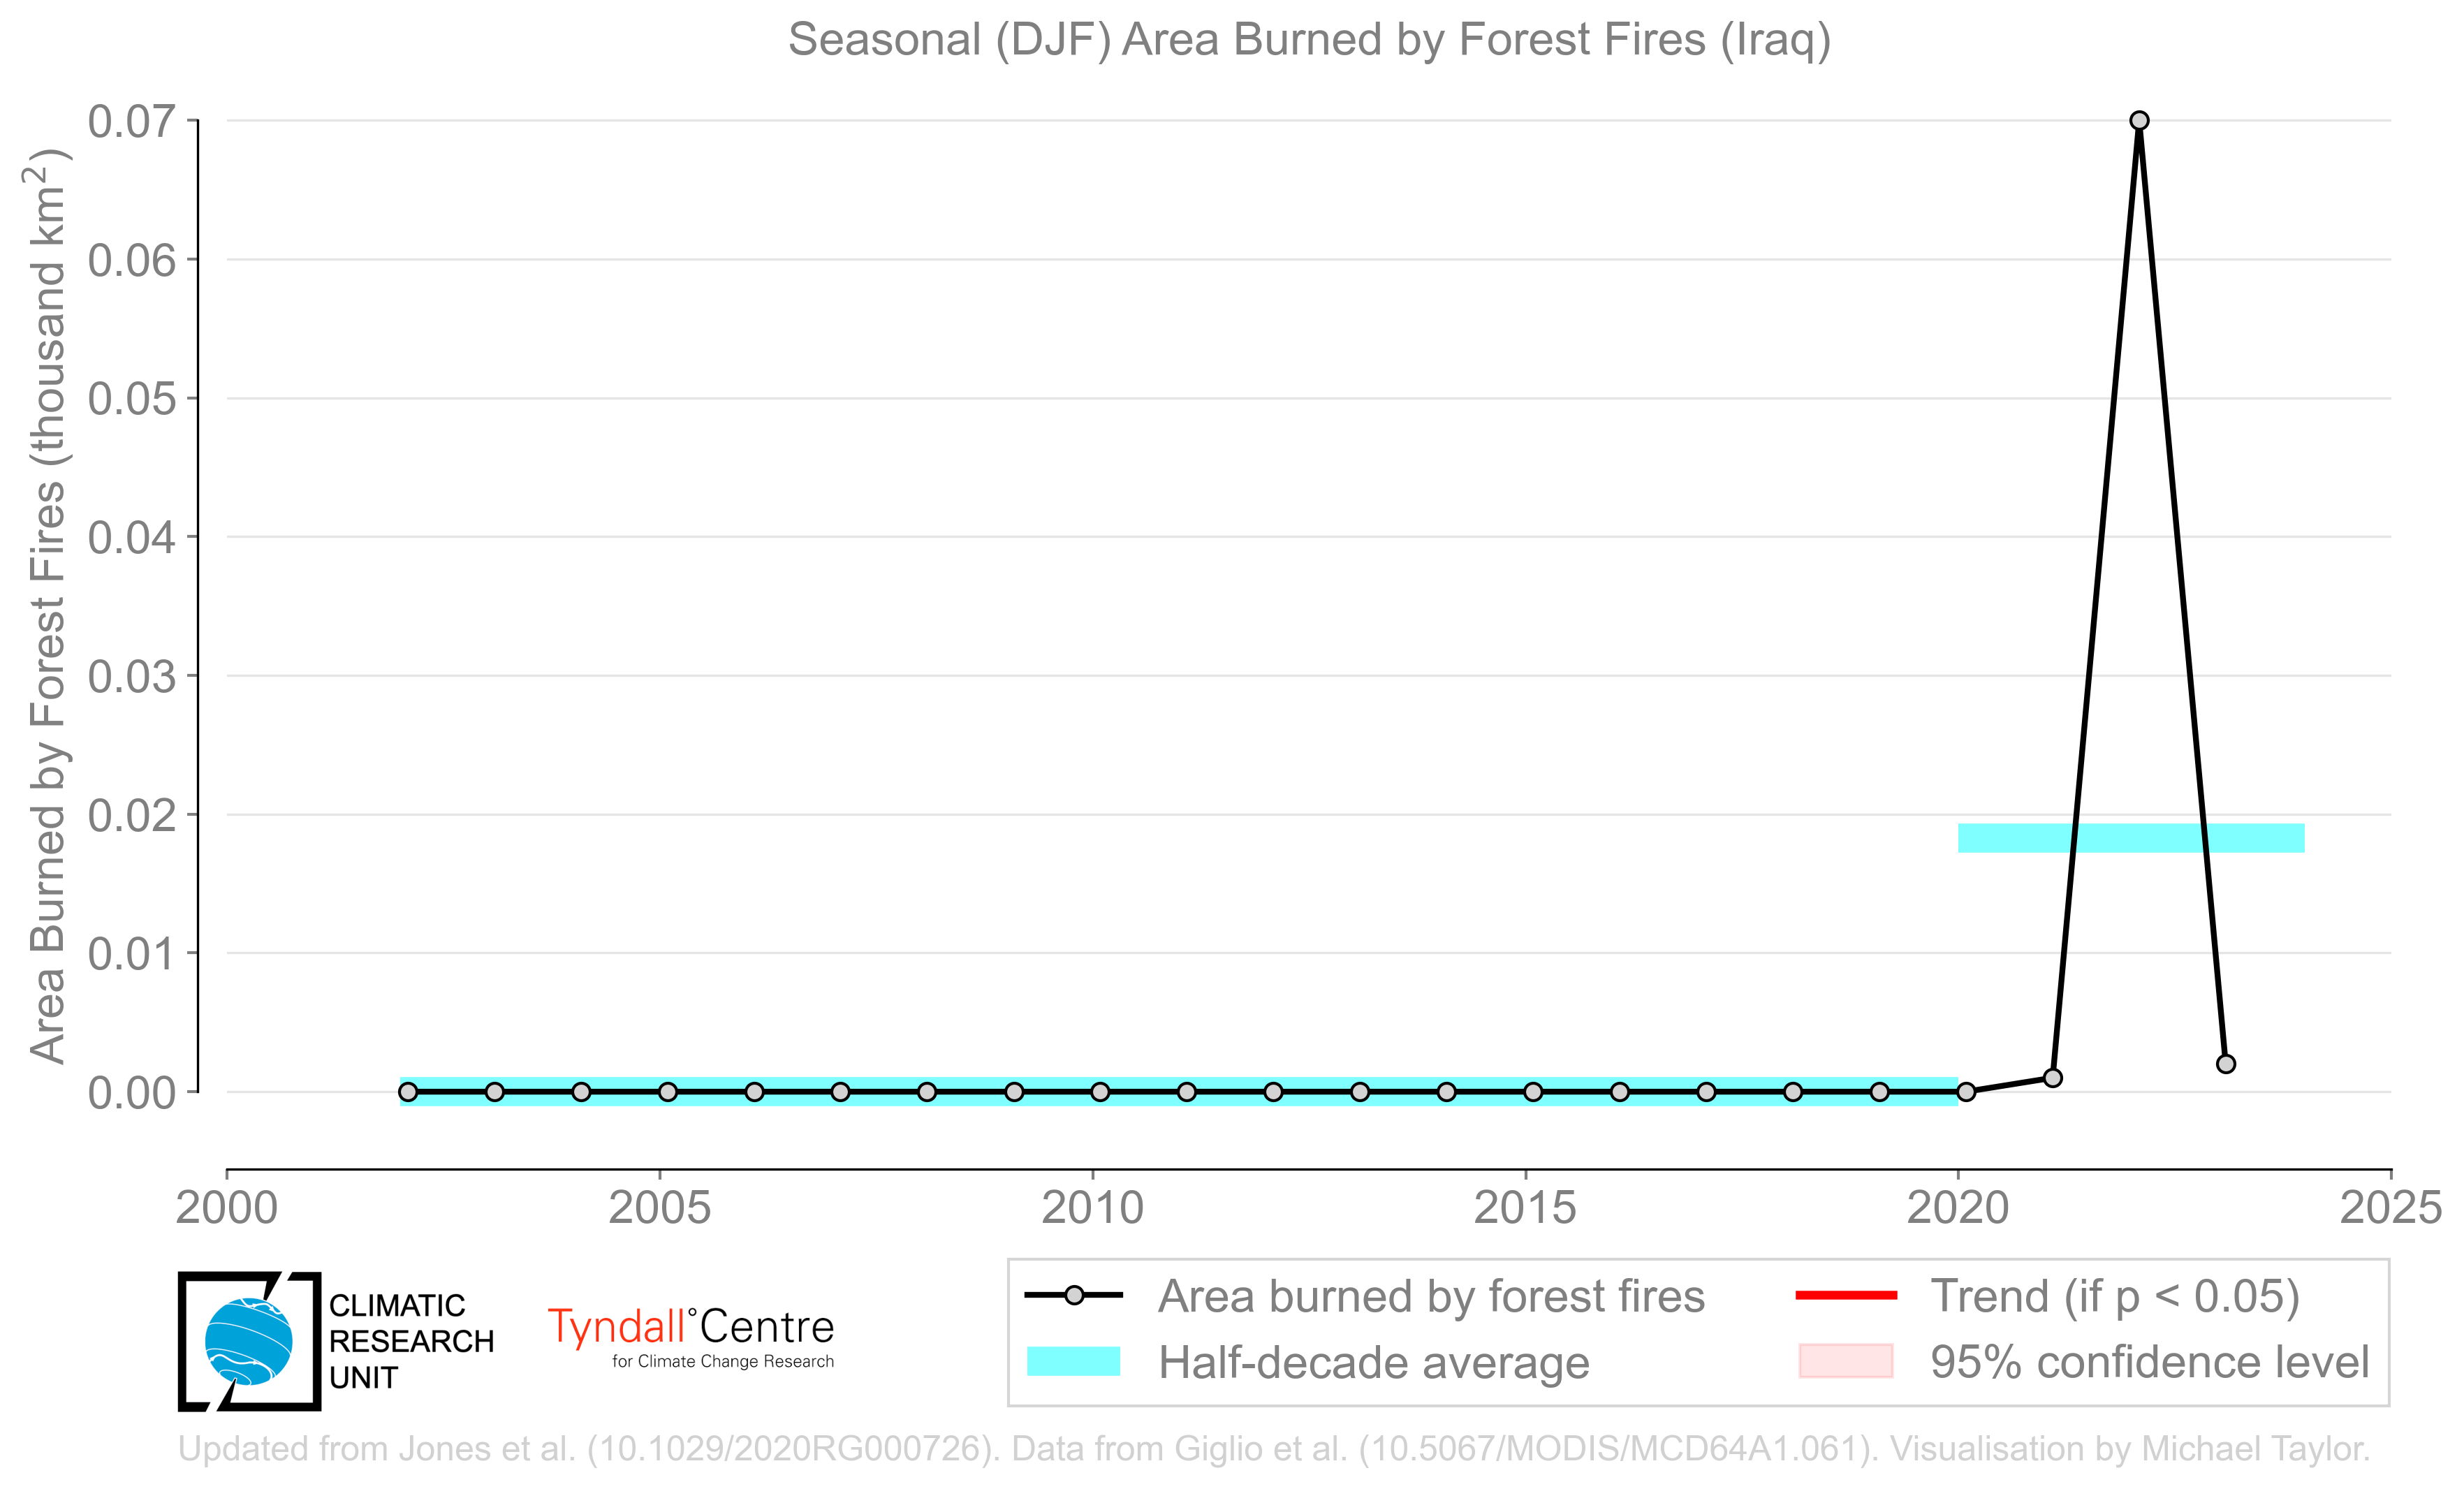 Seasonal (DJF) Area Burned by Forest Fires (Iraq)
Area Burned by Forest Fires (thousand km²)
0.07
0.06
0.05
0.04
0.03
0.02
0.01
0.00
2000 2005 2010 2015 2020 2025
CLIMATIC
RESEARCH
UNIT
Tyndall°Centre
for Climate Change Research
Area burned by forest fires
Half-decade average
Trend (if p < 0.05)
95% confidence level
Updated from Jones et al. (10.1029/2020RG000726). Data from Giglio et al. (10.5067/MODIS/MCD64A1.061). Visualisation by Michael Taylor.